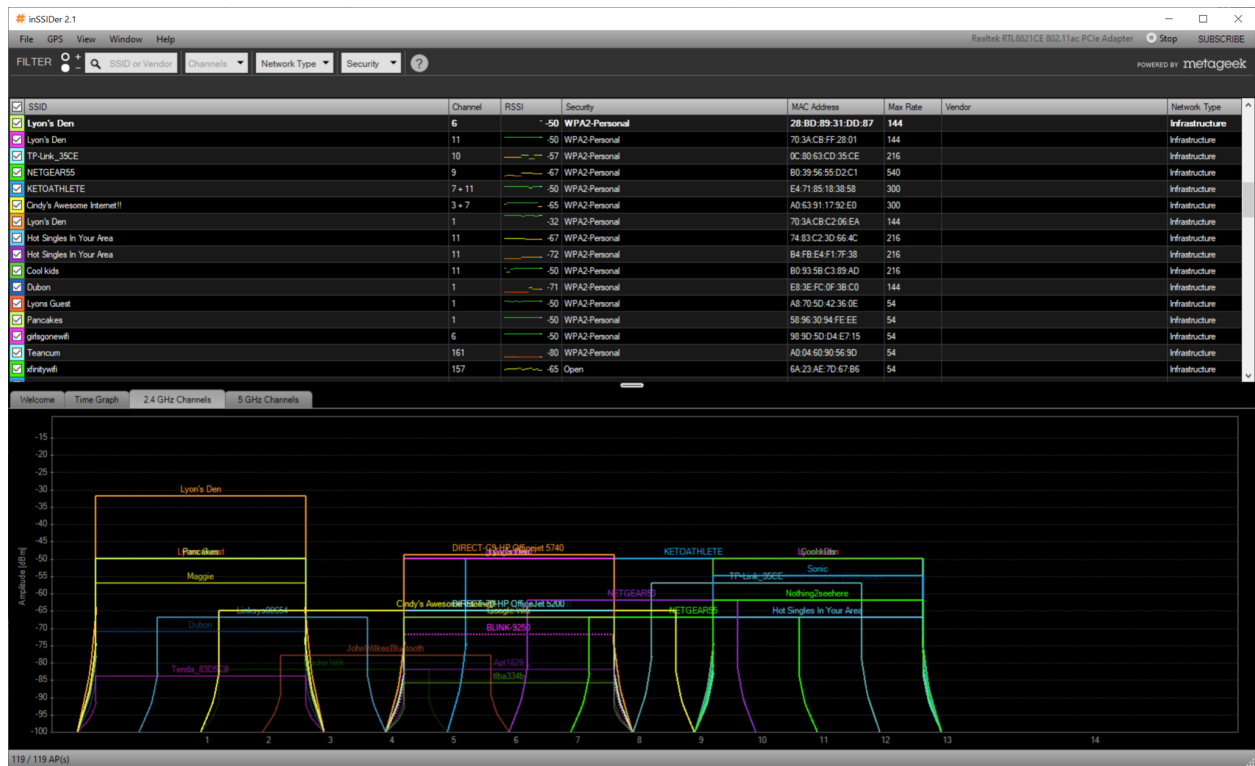 inSSIDer 2.1
File GPS View Window Help Realtek RTL8821CE 802.11ac PCIe Adapter Stop SUBSCRIBE
FILTER + - SSID or Vendor Channels Network Type Security ? POWERED BY metageek
SSID Channel RSSI Security MAC Address Max Rate Vendor Network Type
Lyon's Den 6 -50 WPA2-Personal 28:BD:89:31:DD:87 144 Infrastructure
Lyon's Den 11 -50 WPA2-Personal 70:3A:CB:FF:28:01 144 Infrastructure
TP-Link_35CE 10 -57 WPA2-Personal 0C:80:63:CD:35:CE 216 Infrastructure
NETGEAR55 9 -67 WPA2-Personal B0:39:56:55:D2:C1 540 Infrastructure
KETOATHLETE 7 + 11 -50 WPA2-Personal E4:71:85:18:38:58 300 Infrastructure
Cindy's Awesome Internet!! 3 + 7 -65 WPA2-Personal A0:63:91:17:92:E0 300 Infrastructure
Lyon's Den 1 -32 WPA2-Personal 70:3A:CB:C2:06:EA 144 Infrastructure
Hot Singles In Your Area 11 -67 WPA2-Personal 74:83:C2:3D:66:4C 216 Infrastructure
Hot Singles In Your Area 11 -72 WPA2-Personal B4:FB:E4:F1:7F:38 216 Infrastructure
Cool kids 11 -50 WPA2-Personal B0:93:5B:C3:89:AD 216 Infrastructure
Dubon 1 -71 WPA2-Personal E8:3E:FC:0F:3B:C0 144 Infrastructure
Lyons Guest 1 -50 WPA2-Personal A8:70:5D:42:36:0E 54 Infrastructure
Pancakes 1 -50 WPA2-Personal 58:96:30:94:FE:EE 54 Infrastructure
girlsgonewifi 6 -50 WPA2-Personal 98:9D:5D:D4:E7:15 54 Infrastructure
Teancum 161 -80 WPA2-Personal A0:04:60:90:56:9D 54 Infrastructure
xfinitywifi 157 -65 Open 6A:23:AE:7D:67:B6 54 Infrastructure
Welcome Time Graph 2.4 GHz Channels 5 GHz Channels
Amplitude [dBm]
-15
-20
-25
-30 Lyon's Den
-35
-40
-45
DIRECT-C9-HP Officejet 5740
-50 Pancakes KETOATHLETE
Sonic
-55 Maggie TP-Link_35CE
-60 NETGEAR53 Nothing2seehere
Cindy's Awesome
-65 Linksys00654 NETGEAR55 Hot Singles In Your Area
-70 Dubon BLINK-9250
-75 JohnWilkesBluetooth
-80 Tenda_83D5C8 Apt1829
-85 tlba334b
-90
-95
-100
1 2 3 4 5 6 7 8 9 10 11 12 13 14
119 / 119 AP(s)